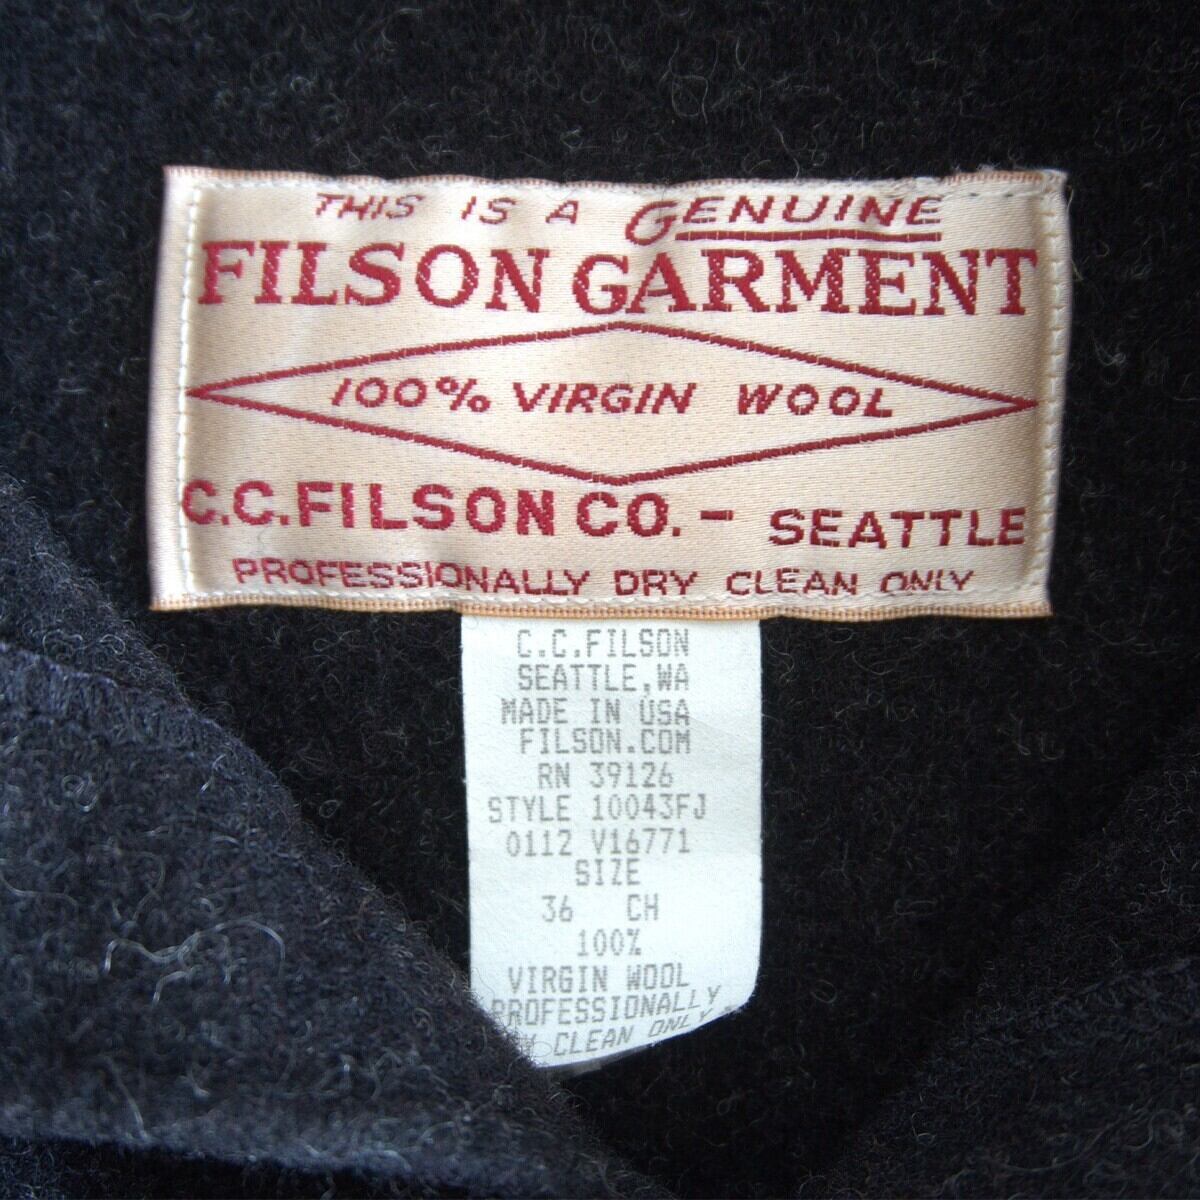 THIS IS A GENUINE
FILSON GARMENT
100% VIRGIN WOOL
C.C.FILSON CO. - SEATTLE
PROFESSIONALLY DRY CLEAN ONLY
C.C.FILSON
SEATTLE,WA
MADE IN USA
FILSON.COM
RN 39126
STYLE 10043FJ
0112 V16771
SIZE
36 CH
100%
VIRGIN WOOL
PROFESSIONALLY
CLEAN ONLY